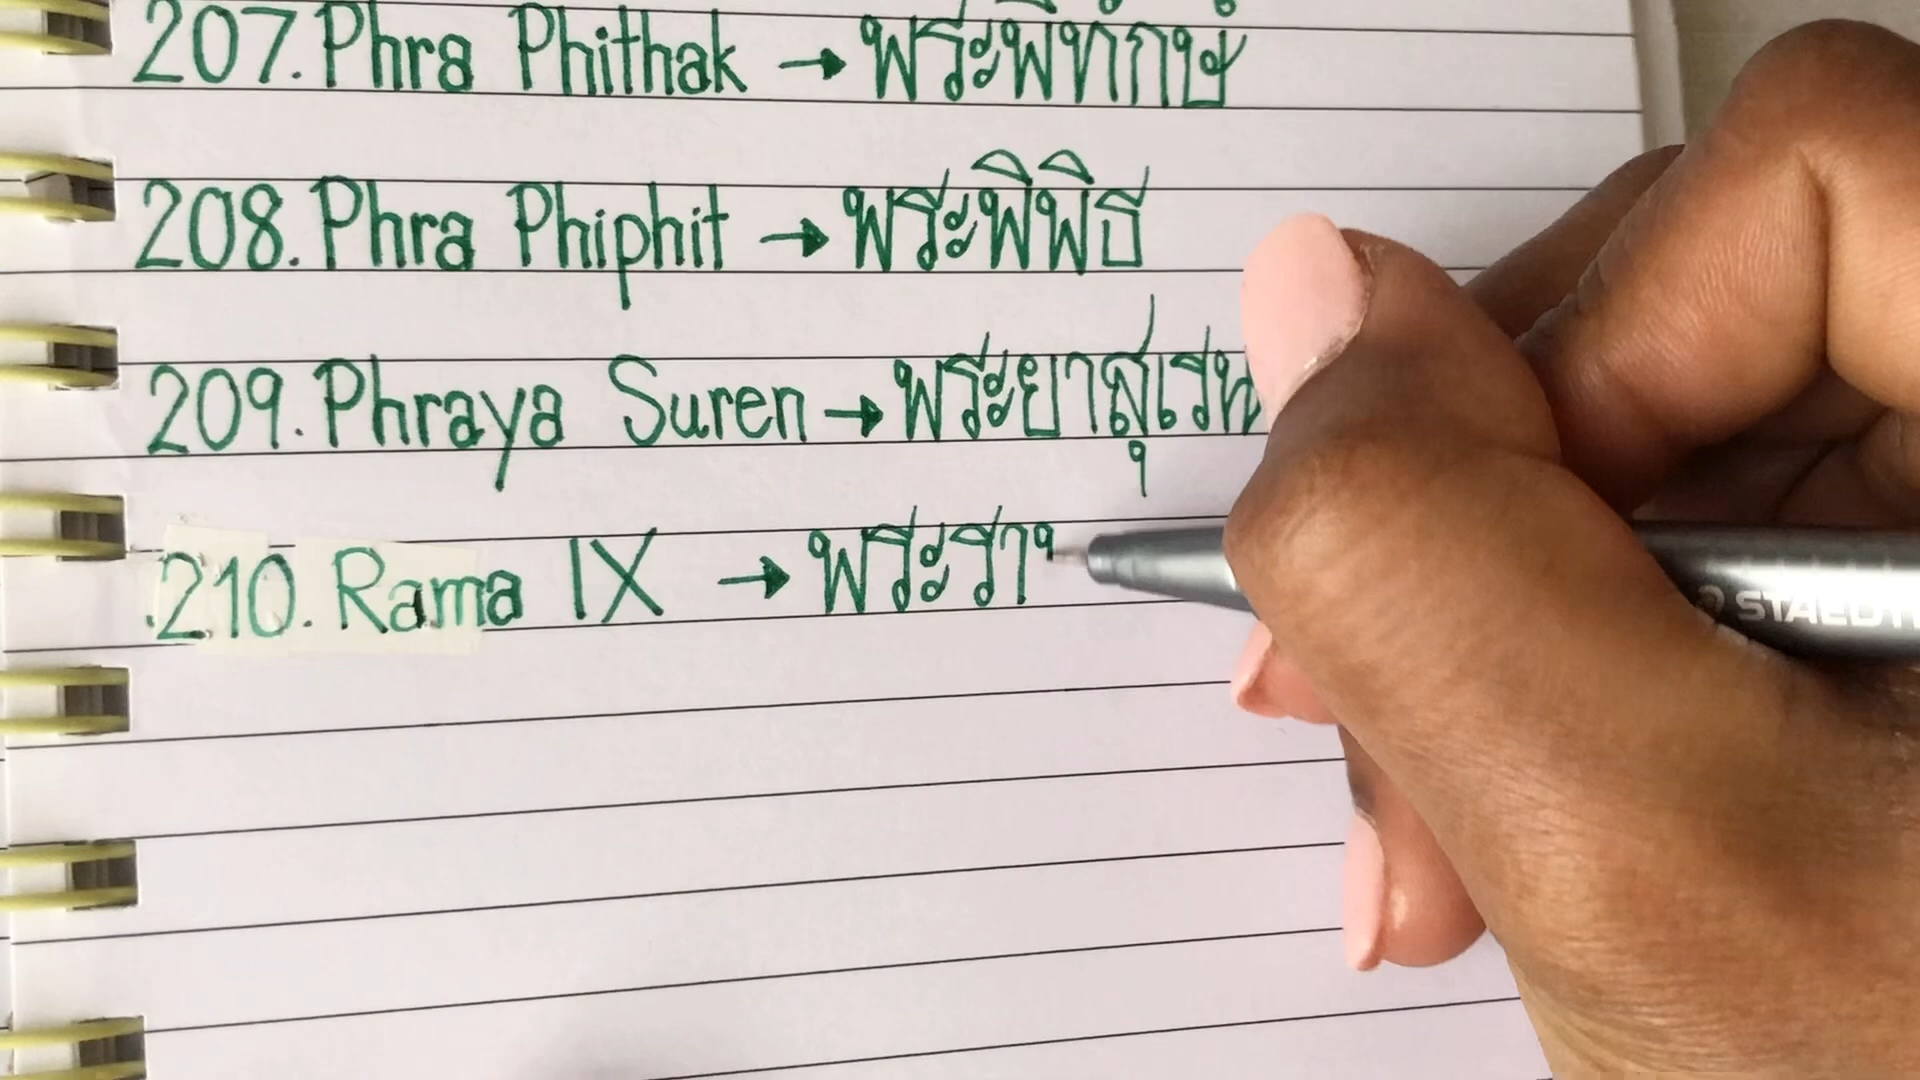 207. Phra Phithak → พระพิทักษ์
208. Phra Phiphit → พระพิพิธ
209. Phraya Suren → พระยาสุเรน
210. Rama IX → พระรา